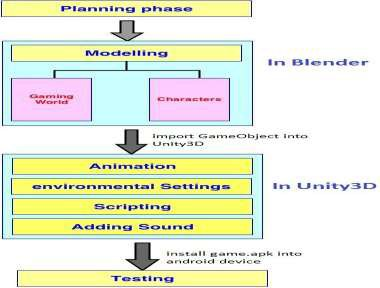 Planning phase
Modelling
In Blender
Gaming
World
Characters
Import GameObject into
Unity3D
Animation
In Unity3D
environmental Settings
Scripting
Adding Sound
Install game.apk into
android device
Testing